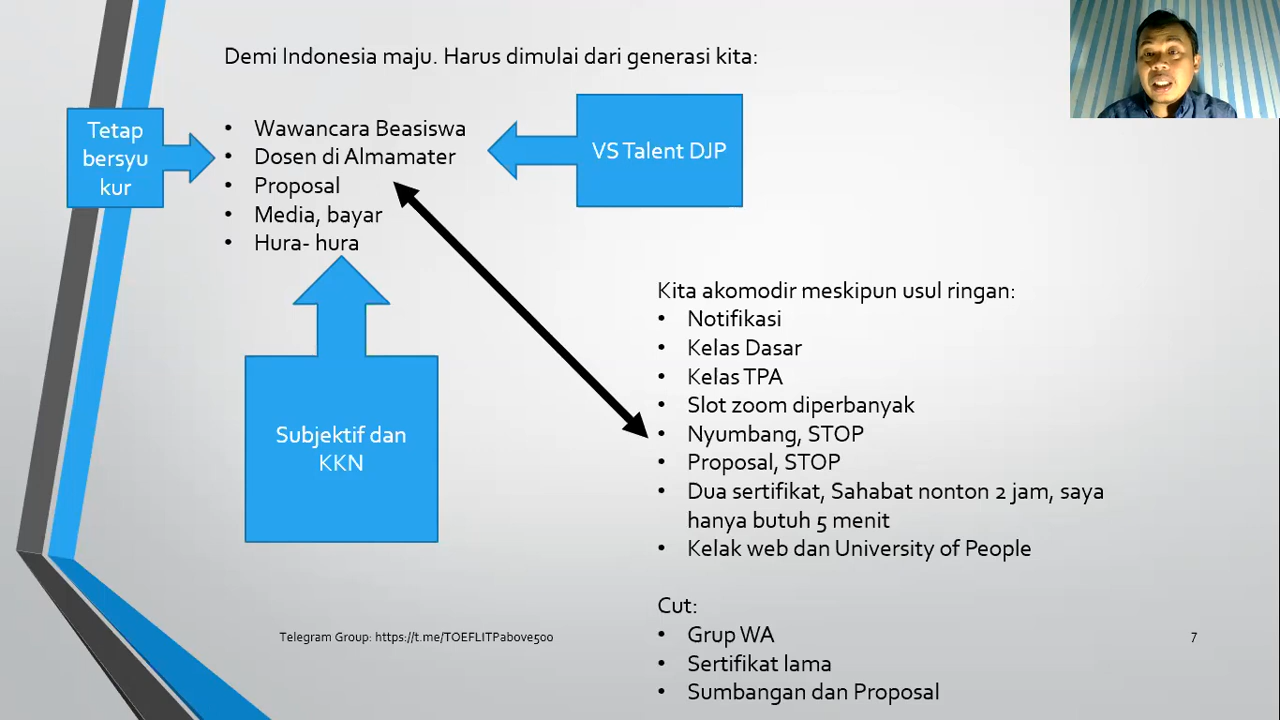 Demi Indonesia maju. Harus dimulai dari generasi kita:
Tetap
bersyu
kur
• Wawancara Beasiswa
• Dosen di Almamater
• Proposal
• Media, bayar
• Hura- hura
VS Talent DJP
Subjektif dan
KKN
Kita akomodir meskipun usul ringan:
• Notifikasi
• Kelas Dasar
• Kelas TPA
• Slot zoom diperbanyak
• Nyumbang, STOP
• Proposal, STOP
• Dua sertifikat, Sahabat nonton 2 jam, saya
hanya butuh 5 menit
• Kelak web dan University of People
Cut:
• Grup WA
• Sertifikat lama
• Sumbangan dan Proposal
Telegram Group: https://t.me/TOEFLITPabove500
7